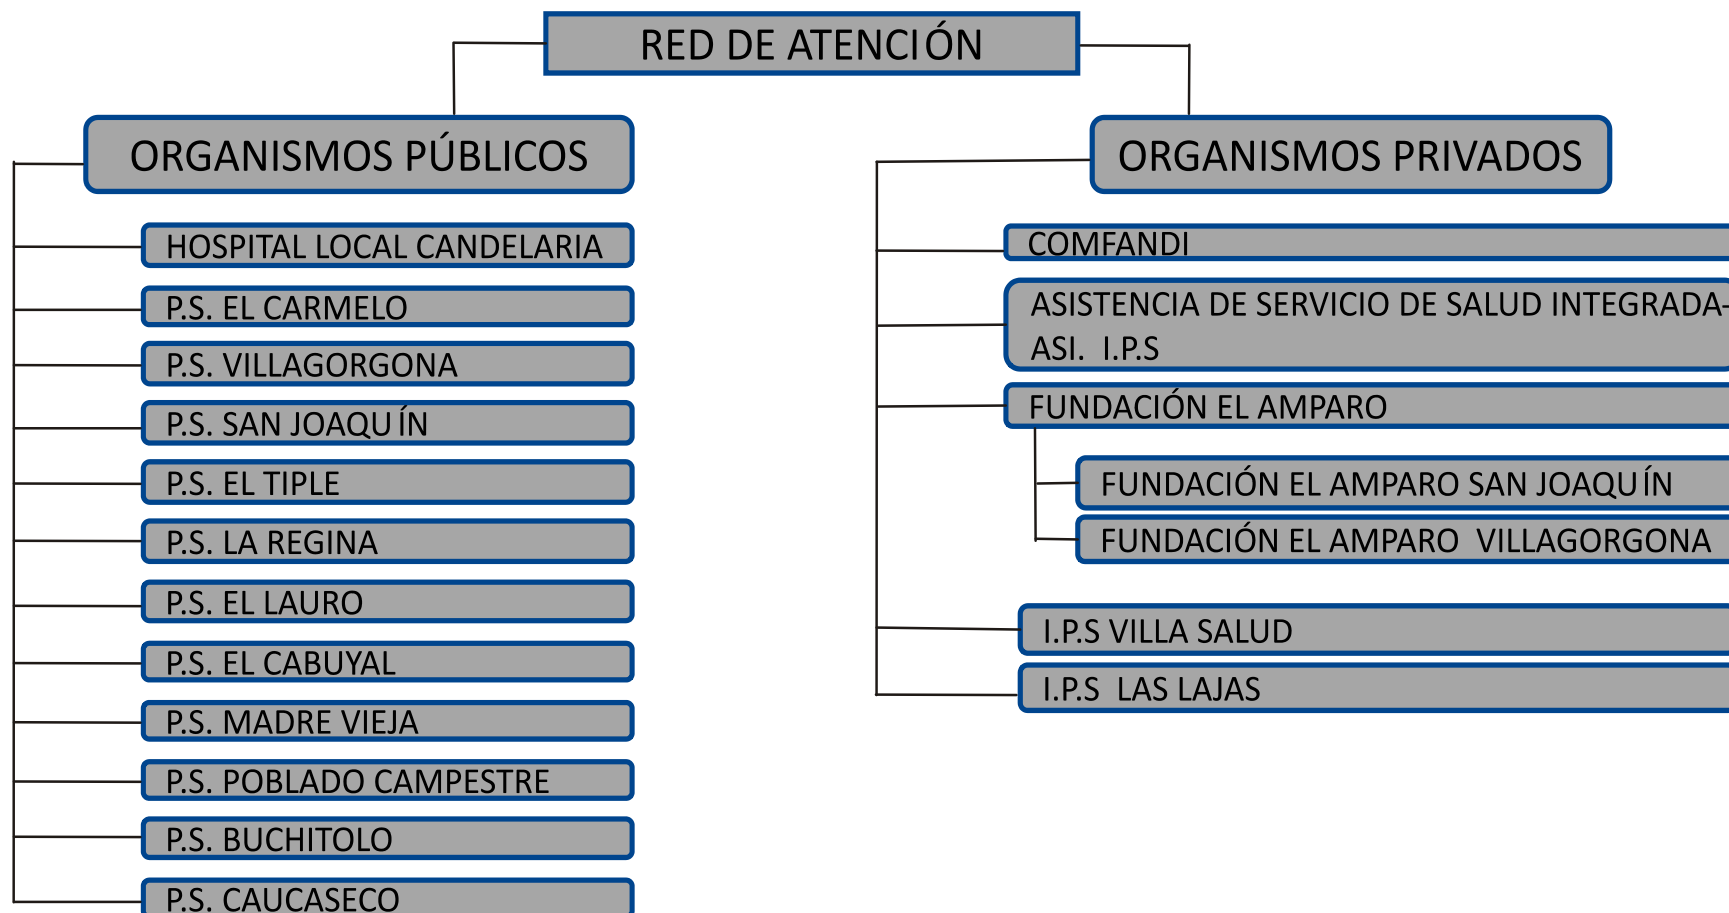 RED DE ATENCIÓN
ORGANISMOS PÚBLICOS
HOSPITAL LOCAL CANDELARIA
P.S. EL CARMELO
P.S. VILLAGORGONA
P.S. SAN JOAQUÍN
P.S. EL TIPLE
P.S. LA REGINA
P.S. EL LAURO
P.S. EL CABUYAL
P.S. MADRE VIEJA
P.S. POBLADO CAMPESTRE
P.S. BUCHITOLO
P.S. CAUCASECO
ORGANISMOS PRIVADOS
COMFANDI
ASISTENCIA DE SERVICIO DE SALUD INTEGRADA-
ASI. I.P.S
FUNDACIÓN EL AMPARO
FUNDACIÓN EL AMPARO SAN JOAQUÍN
FUNDACIÓN EL AMPARO VILLAGORGONA
I.P.S VILLA SALUD
I.P.S LAS LAJAS